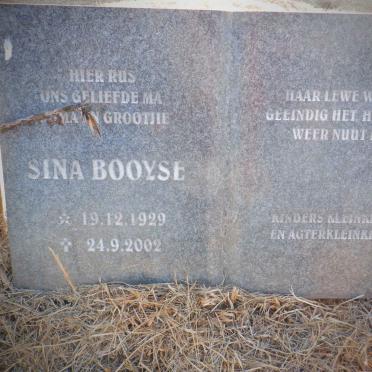 HIER RUS
ONS GELIEFDE MA
GROOTJIE
SINA BOOYSE
☆ 19.12.1929
✝ 24.9.2002
HAAR LEWE
GEEINDIG HET
WEER NUUT
KINDERS
EN